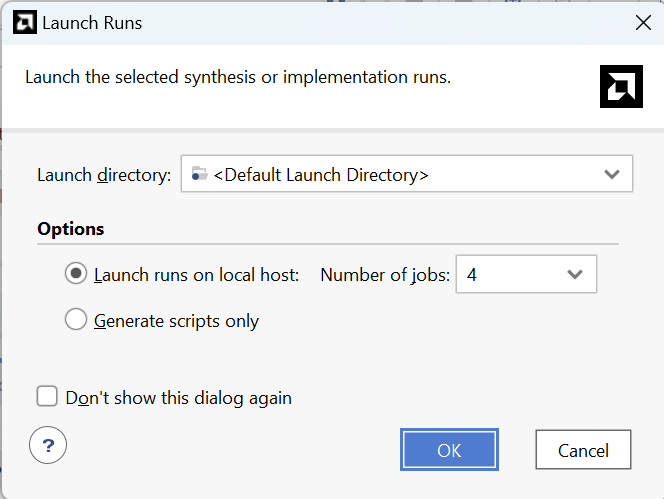 Launch Runs
Launch the selected synthesis or implementation runs.
Launch directory: <Default Launch Directory>
Options
Launch runs on local host: Number of jobs: 4
Generate scripts only
Don't show this dialog again
? OK Cancel